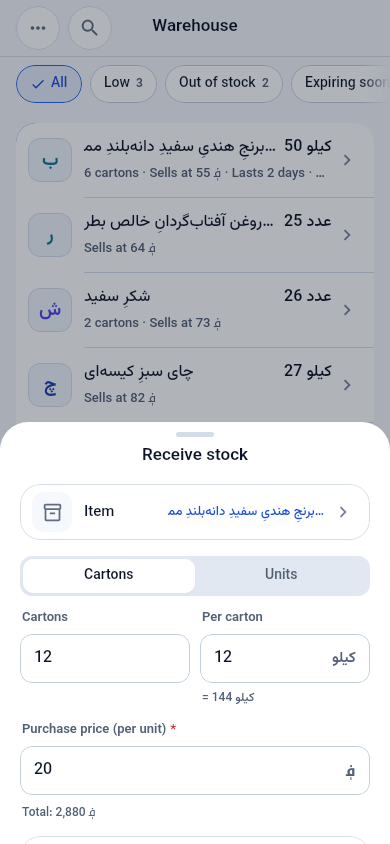 Warehouse
All
Low 3
Out of stock 2
Expiring soon
ب
برنجِ هنديِ سفیدِ دانه‌بلندِ مم…
50 کیلو
6 cartons · Sells at 55 ؋ · Lasts 2 days · …
ر
روغنِ آفتاب‌گردانِ خالص بطر…
25 عدد
Sells at 64 ؋
ش
شکرِ سفید
26 عدد
2 cartons · Sells at 73 ؋
چ
چای سبزِ کیسه‌ای
27 کیلو
Sells at 82 ؋
Receive stock
Item
برنجِ هنديِ سفیدِ دانه‌بلندِ مم…
Cartons
Units
Cartons
Per carton
12
12 کیلو
= 144 کیلو
Purchase price (per unit) *
20 ؋
Total: 2,880 ؋